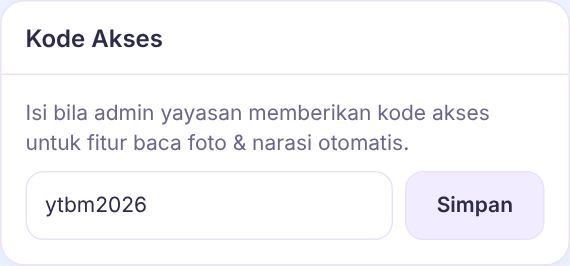 Kode Akses
Isi bila admin yayasan memberikan kode akses
untuk fitur baca foto & narasi otomatis.
ytbm2026
Simpan